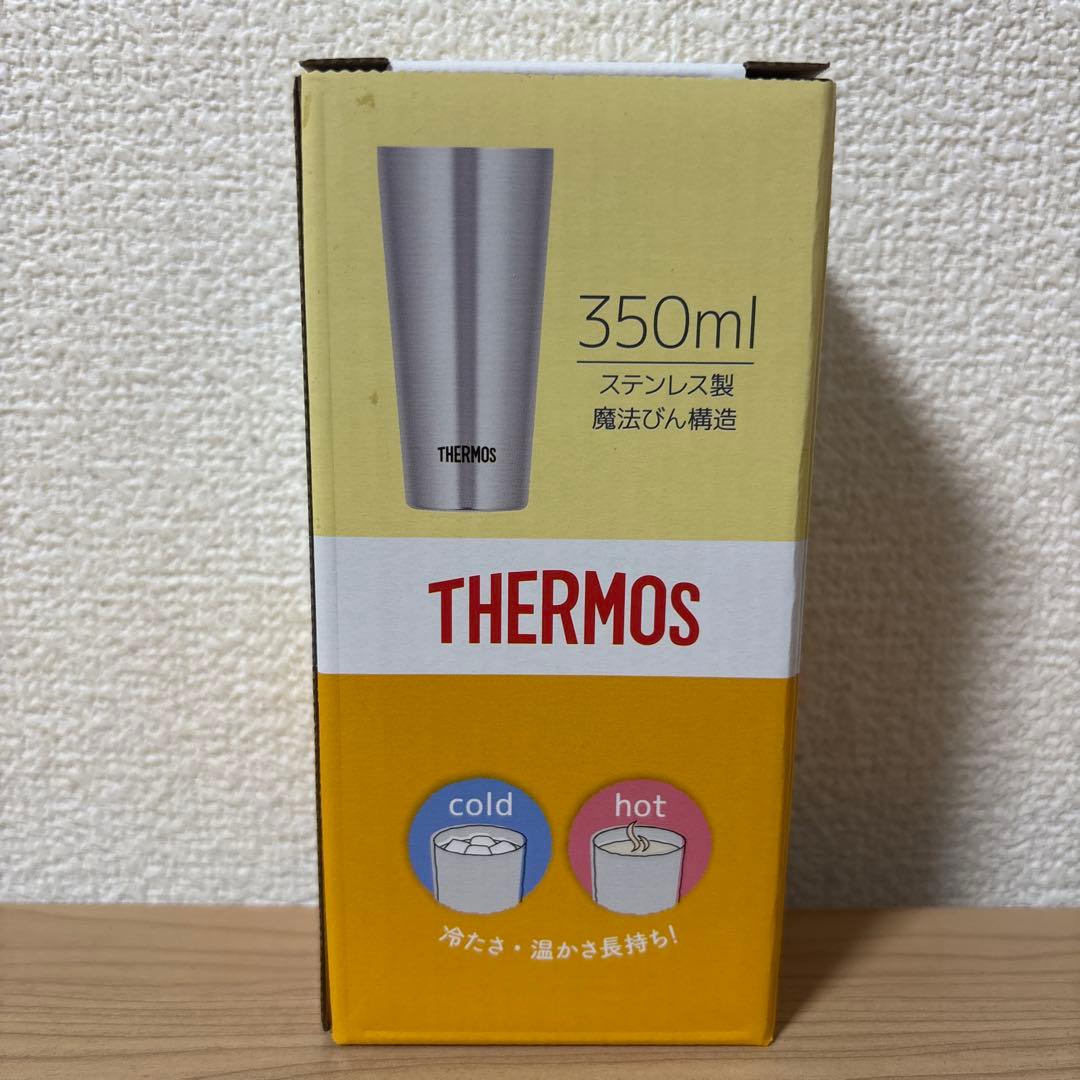 THERMOS
350ml
ステンレス製
魔法びん構造
THERMOS
cold
hot
冷たさ・温かさ長持ち!